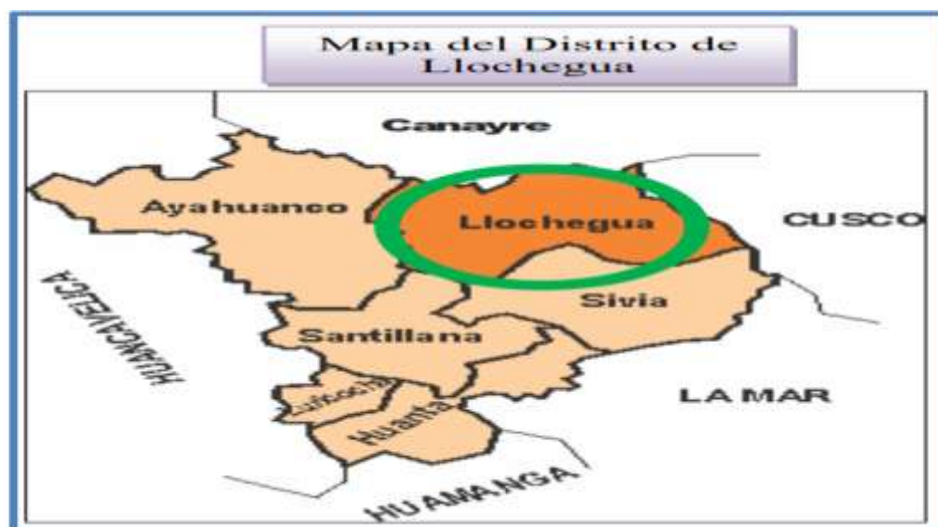 Mapa del Distrito de
Llochegua
Canayre
Ayahuanco
Llochegua
CUSCO
Sivia
HUANCAVELICA
Santillana
LA MAR
Huanta
HUAMANGA